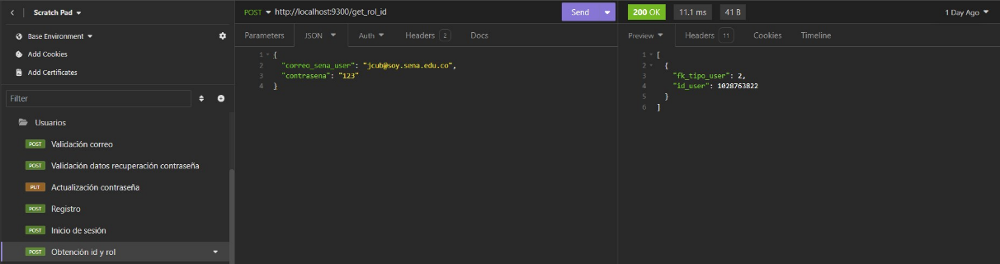 Scratch Pad
Base Environment
Add Cookies
Add Certificates
Filter
Usuarios
POST Validación correo
POST Validación datos recuperación contraseña
PUT Actualización contraseña
POST Registro
POST Inicio de sesión
POST Obtención id y rol
POST http://localhost:9300/get_rol_id Send
Parameters JSON Auth Headers 2 Docs
1 {
2 "correo_sena_user": "jcub@soy.sena.edu.co",
3 "contrasena": "123"
4 }
200 OK 11.1 ms 41 B 1 Day Ago
Preview Headers 11 Cookies Timeline
1 [
2 {
3 "fk_tipo_user": 2,
4 "id_user": 1028763822
5 }
6 ]